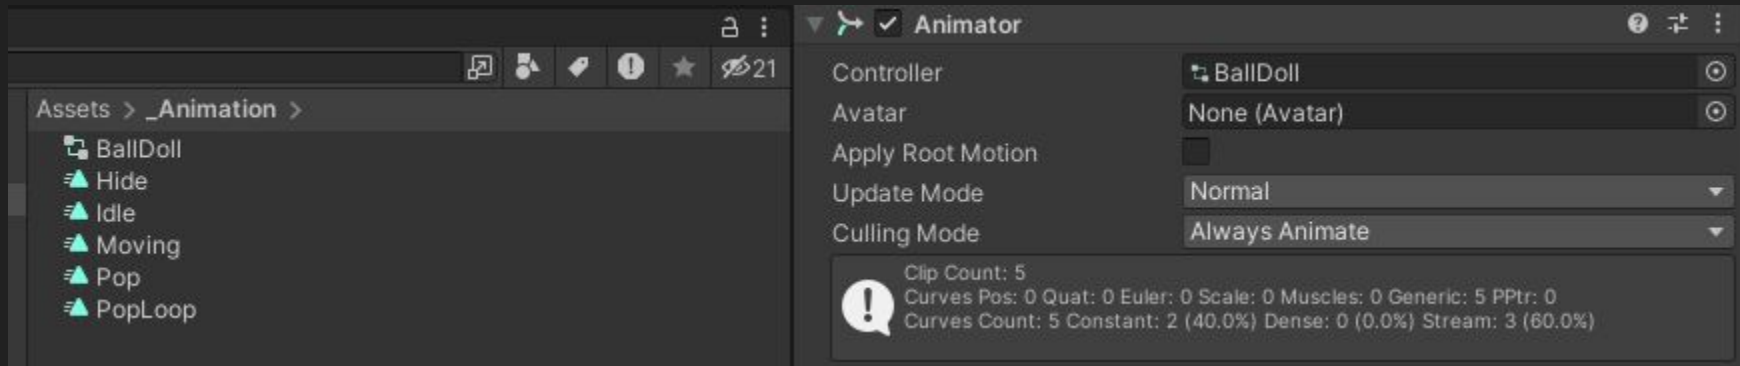 21
Assets > _Animation >
BallDoll
Hide
Idle
Moving
Pop
PopLoop
Animator
Controller BallDoll
Avatar None (Avatar)
Apply Root Motion
Update Mode Normal
Culling Mode Always Animate
Clip Count: 5
Curves Pos: 0 Quat: 0 Euler: 0 Scale: 0 Muscles: 0 Generic: 5 PPtr: 0
Curves Count: 5 Constant: 2 (40.0%) Dense: 0 (0.0%) Stream: 3 (60.0%)